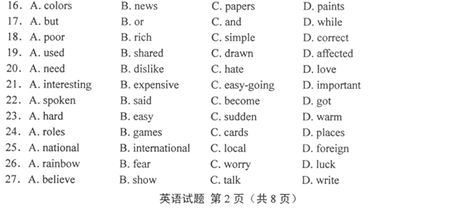 16. A. colors B. news C. papers D. paints
17. A. but B. or C. and D. while
18. A. poor B. rich C. simple D. correct
19. A. used B. shared C. drawn D. affected
20. A. need B. dislike C. hate D. love
21. A. interesting B. expensive C. easy-going D. important
22. A. spoken B. said C. become D. got
23. A. hard B. easy C. sudden D. warm
24. A. roles B. games C. cards D. places
25. A. national B. international C. local D. foreign
26. A. rainbow B. fear C. worry D. luck
27. A. believe B. show C. talk D. write
英语试题 第 2 页（共 8 页）